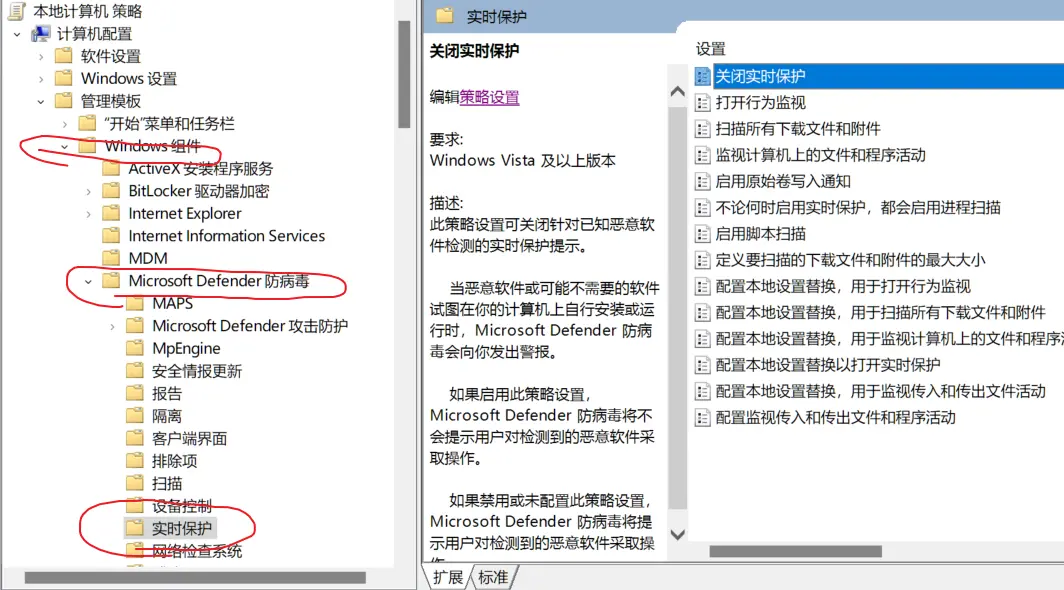 本地计算机 策略
计算机配置
软件设置
Windows 设置
管理模板
“开始”菜单和任务栏
Windows 组件
ActiveX 安装程序服务
BitLocker 驱动器加密
Internet Explorer
Internet Information Services
MDM
Microsoft Defender 防病毒
MAPS
Microsoft Defender 攻击防护
MpEngine
安全情报更新
报告
隔离
客户端界面
排除项
扫描
设备控制
实时保护
网络检查系统
实时保护
关闭实时保护
编辑策略设置
要求:
Windows Vista 及以上版本
描述:
此策略设置可关闭针对已知恶意软
件检测的实时保护提示。
当恶意软件或可能不需要的软件
试图在你的计算机上自行安装或运
行时，Microsoft Defender 防病
毒会向你发出警报。
如果启用此策略设置，
Microsoft Defender 防病毒将不
会提示用户对检测到的恶意软件采
取操作。
如果禁用或未配置此策略设置，
Microsoft Defender 防病毒将提
示用户对检测到的恶意软件采取操
设置
关闭实时保护
打开行为监视
扫描所有下载文件和附件
监视计算机上的文件和程序活动
启用原始卷写入通知
不论何时启用实时保护，都会启用进程扫描
启用脚本扫描
定义要扫描的下载文件和附件的最大大小
配置本地设置替换，用于打开行为监视
配置本地设置替换，用于扫描所有下载文件和附件
配置本地设置替换，用于监视计算机上的文件和程序
配置本地设置替换以打开实时保护
配置本地设置替换，用于监视传入和传出文件活动
配置监视传入和传出文件和程序活动
扩展
标准